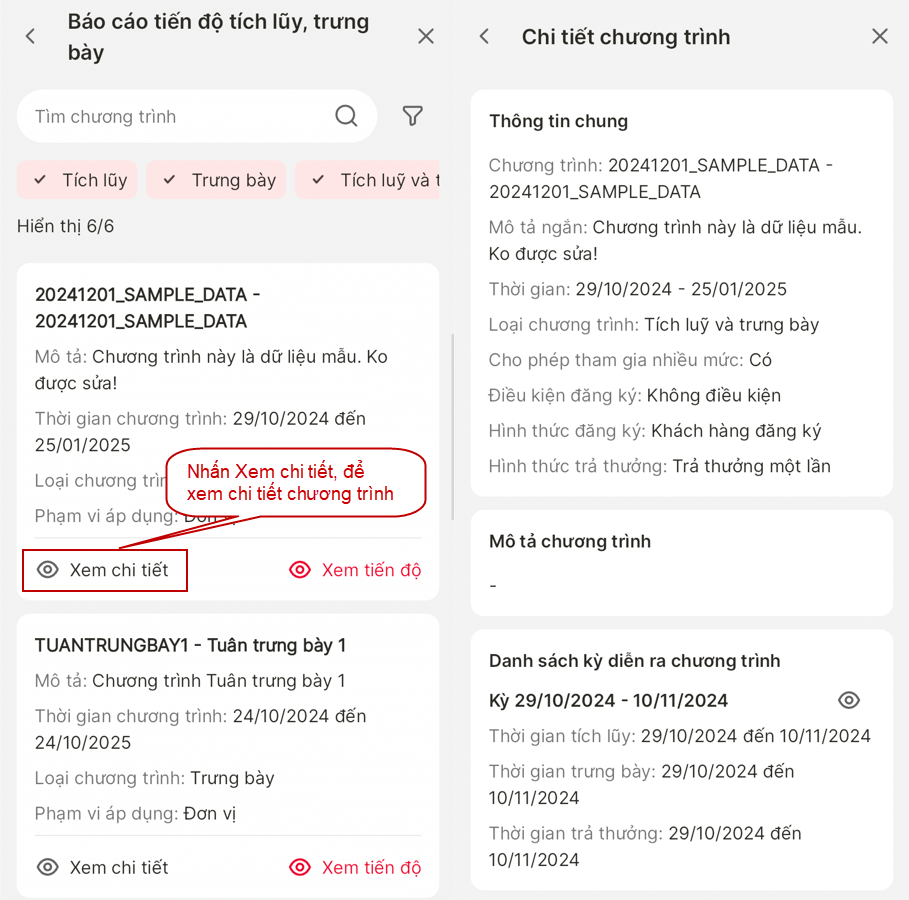 Báo cáo tiến độ tích lũy, trưng
bày
Tìm chương trình
Tích lũy
Trưng bày
Tích luỹ và t
Hiển thị 6/6
20241201_SAMPLE_DATA -
20241201_SAMPLE_DATA
Mô tả: Chương trình này là dữ liệu mẫu. Ko
được sửa!
Thời gian chương trình: 29/10/2024 đến
25/01/2025
Loại chương trìn
Nhấn Xem chi tiết, để
xem chi tiết chương trình
Phạm vi áp dụng: Đơn vị
Xem chi tiết
Xem tiến độ
TUANTRUNGBAY1 - Tuân trưng bày 1
Mô tả: Chương trình Tuân trưng bày 1
Thời gian chương trình: 24/10/2024 đến
24/10/2025
Loại chương trình: Trưng bày
Phạm vi áp dụng: Đơn vị
Xem chi tiết
Xem tiến độ
Chi tiết chương trình
Thông tin chung
Chương trình: 20241201_SAMPLE_DATA -
20241201_SAMPLE_DATA
Mô tả ngắn: Chương trình này là dữ liệu mẫu.
Ko được sửa!
Thời gian: 29/10/2024 - 25/01/2025
Loại chương trình: Tích luỹ và trưng bày
Cho phép tham gia nhiều mức: Có
Điều kiện đăng ký: Không điều kiện
Hình thức đăng ký: Khách hàng đăng ký
Hình thức trả thưởng: Trả thưởng một lần
Mô tả chương trình
-
Danh sách kỳ diễn ra chương trình
Kỳ 29/10/2024 - 10/11/2024
Thời gian tích lũy: 29/10/2024 đến 10/11/2024
Thời gian trưng bày: 29/10/2024 đến
10/11/2024
Thời gian trả thưởng: 29/10/2024 đến
10/11/2024